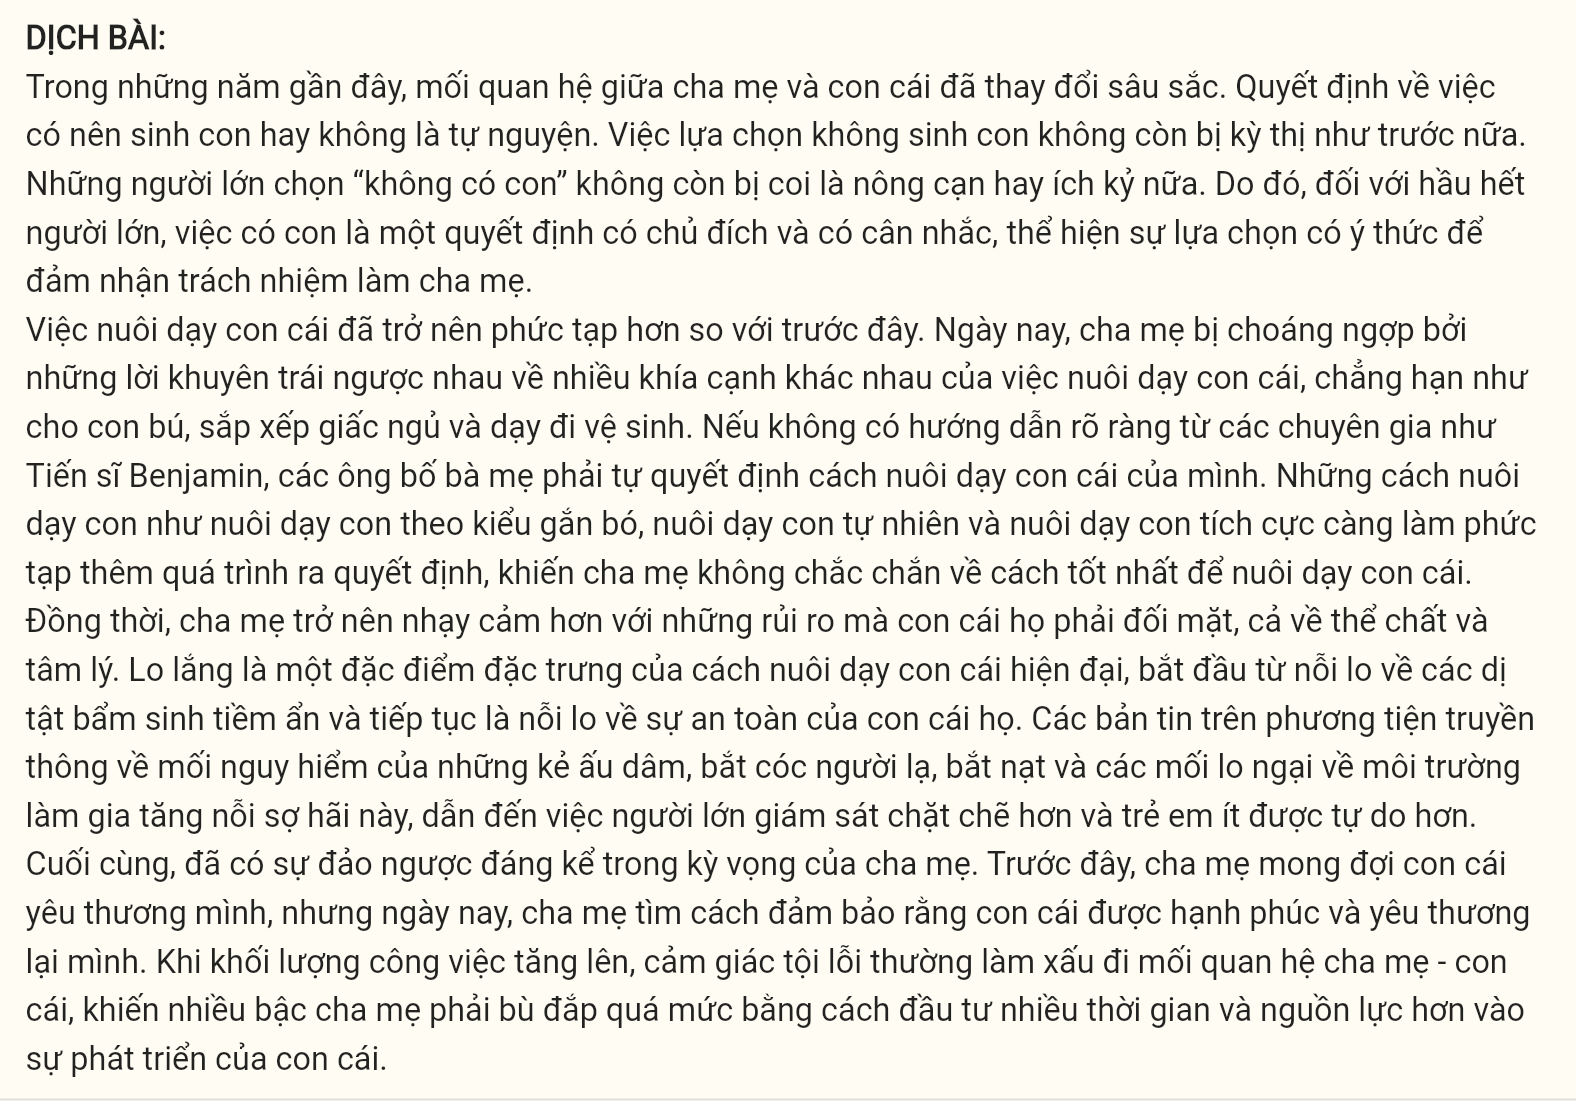 DỊCH BÀI:
Trong những năm gần đây, mối quan hệ giữa cha mẹ và con cái đã thay đổi sâu sắc. Quyết định về việc
có nên sinh con hay không là tự nguyện. Việc lựa chọn không sinh con không còn bị kỳ thị như trước nữa.
Những người lớn chọn “không có con” không còn bị coi là nông cạn hay ích kỷ nữa. Do đó, đối với hầu hết
người lớn, việc có con là một quyết định có chủ đích và có cân nhắc, thể hiện sự lựa chọn có ý thức để
đảm nhận trách nhiệm làm cha mẹ.
Việc nuôi dạy con cái đã trở nên phức tạp hơn so với trước đây. Ngày nay, cha mẹ bị choáng ngợp bởi
những lời khuyên trái ngược nhau về nhiều khía cạnh khác nhau của việc nuôi dạy con cái, chẳng hạn như
cho con bú, sắp xếp giấc ngủ và dạy đi vệ sinh. Nếu không có hướng dẫn rõ ràng từ các chuyên gia như
Tiến sĩ Benjamin, các ông bố bà mẹ phải tự quyết định cách nuôi dạy con cái của mình. Những cách nuôi
dạy con như nuôi dạy con theo kiểu gắn bó, nuôi dạy con tự nhiên và nuôi dạy con tích cực càng làm phức
tạp thêm quá trình ra quyết định, khiến cha mẹ không chắc chắn về cách tốt nhất để nuôi dạy con cái.
Đồng thời, cha mẹ trở nên nhạy cảm hơn với những rủi ro mà con cái họ phải đối mặt, cả về thể chất và
tâm lý. Lo lắng là một đặc điểm đặc trưng của cách nuôi dạy con cái hiện đại, bắt đầu từ nỗi lo về các dị
tật bẩm sinh tiềm ẩn và tiếp tục là nỗi lo về sự an toàn của con cái họ. Các bản tin trên phương tiện truyền
thông về mối nguy hiểm của những kẻ ấu dâm, bắt cóc người lạ, bắt nạt và các mối lo ngại về môi trường
làm gia tăng nỗi sợ hãi này, dẫn đến việc người lớn giám sát chặt chẽ hơn và trẻ em ít được tự do hơn.
Cuối cùng, đã có sự đảo ngược đáng kể trong kỳ vọng của cha mẹ. Trước đây, cha mẹ mong đợi con cái
yêu thương mình, nhưng ngày nay, cha mẹ tìm cách đảm bảo rằng con cái được hạnh phúc và yêu thương
lại mình. Khi khối lượng công việc tăng lên, cảm giác tội lỗi thường làm xấu đi mối quan hệ cha mẹ - con
cái, khiến nhiều bậc cha mẹ phải bù đắp quá mức bằng cách đầu tư nhiều thời gian và nguồn lực hơn vào
sự phát triển của con cái.